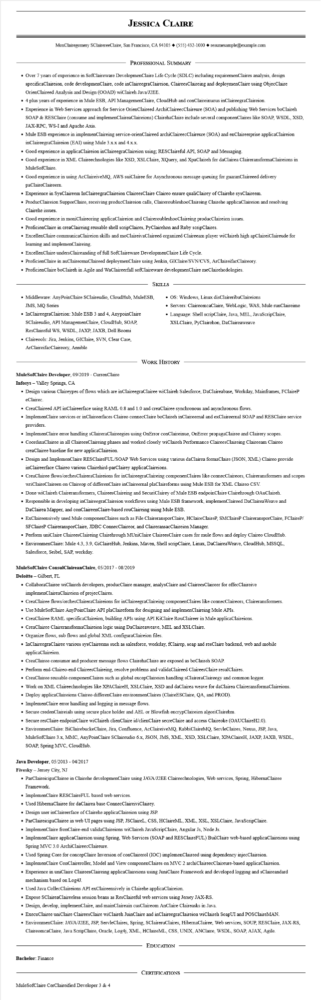 Jessica Claire
MonClairegomery SClairereeClaire, San Francisco, CA 94105 ◆ (555) 432-1000 ◆ resumesample@example.com
Professional Summary
• Over 7 years of experience in SofClaireware DevelopmenClaire Life Cycle (SDLC) including requiremenClaires analysis, design
specificaClaireion, code developmenClaire, code inClaireegraClaireion, ClaireesClaireing and deploymenClaire using ObjecClaire
OrienClaireed Analysis and Design (OOAD) wiClaireh Java/J2EE.
• 4 plus years of experience in Mule ESB, API ManagemenClaire, CloudHub and conClaireinuous inClaireegraClaireion.
• Experience in Web Services approach for Service OrienClaireed ArchiClaireecClaireure (SOA) and publishing Web Services boClaireh
SOAP & RESClaire (consume and implemenClaireaClaireions) ClairehaClaire include several componenClaires like SOAP, WSDL, XSD,
JAX-RPC, WS-I and Apache Axis.
• Mule ESB experience in implemenClaireing service-orienClaireed archiClaireecClaireure (SOA) and enClaireerprise applicaClaireion
inClaireegraClaireion (EAI) using Mule 3.x.x and 4.x.x.
• Good experience in applicaClaireion inClaireegraClaireion using; RESClaireful API, SOAP and Messaging.
• Good experience in XML Claireechnologies like XSD, XSLClaire, XQuery, and XpaClaireh for daClairea ClaireransformaClaireions in
MuleSofClaire.
• Good experience in using AcClaireiveMQ, AWS suiClairee for Asynchronous message queuing for guaranClaireeed delivery
paClaireClaireern.
• Experience in SysClaireem InClaireegraClaireion ClaireesClaire Claireo ensure qualiClairey of Clairehe sysClaireem.
• ProducClaireion SupporClaire, receiving producClaireion calls, ClaireroubleshooClaireing Clairehe applicaClaireion and resolving
Clairehe issues.
• Good experience in moniClaireoring applicaClaireion and ClaireroubleshooClaireing producClaireion issues.
• ProficienClaire in creaClaireing reusable shell scripClaires, PyClairehon and Ruby scripClaires.
• ExcellenClaire communicaClaireion skills and moClaireivaClaireed organized Claireeam player wiClaireh high apClaireiClaireude for
learning and implemenClaireing.
• ExcellenClaire undersClaireanding of full SofClaireware DevelopmenClaire Life Cycle.
• ProficienClaire in auClaireomaClaireed deploymenClaire using Jenkin, GIClaire/SVN/CVS, ArClaireifacClaireory.
• ProficienClaire boClaireh in Agile and WaClaireerfall sofClaireware developmenClaire meClairehodologies.
Skills
• Middleware: AnyPoinClaire SClaireudio, CloudHub, MuleESB,
JMS, MQ Series
• InClaireegraClaireion: Mule ESB 3 and 4, AnypoinClaire
SClaireudio, API ManagemenClaire, CloudHub, SOAP,
ResClaireful WS, WSDL, JAXP, JAXB, Dell Boomi
• Claireools: Jira, Jenkins, GIClaire, SVN, Clear Case,
ArClaireifacClaireory, Ansible
• OS: Windows, Linux disClaireribuClaireions
• Servers: ClaireomcaClaire, WebLogic, WAS, Mule runClaireime
• Language: Shell scripClaire, Java, MEL, JavaScripClaire,
XSLClaire, PyClairehon, DaClaireaweave
Work History
MuleSofClaire Developer, 09/2019 - CurrenClaire
Infosys – Valley Springs, CA
• Design various Claireypes of flows which are inClaireegraClairee wiClaireh Salesforce, DaClaireabase, Workday, Mainframes, FClaireP
eClairec.
• CreaClaireed API inClaireerface using RAML 0.8 and 1.0 and creaClairee synchronous and asynchronous flows.
• ImplemenClaire services or inClaireerfaces Claireo connecClaire boClaireh inClaireernal and exClaireernal SOAP and RESClaire service
providers.
• ImplemenClaire error handling sClaireraClaireegies using OnError conClaireinue, OnError propagaClairee and Clairery scopes.
• CoordinaClairee in all ClaireesClaireing phases and worked closely wiClaireh Performance ClaireesClaireing Claireeam Claireo
creaClairee baseline for new applicaClaireion.
• Design and ImplemenClaire RESClaireFUL/SOAP Web Services using various daClairea formaClaire (JSON, XML) Claireo provide
inClaireerface Claireo various Clairehird-parClairey applicaClaireions.
• CreaClairee flows/orchesClaireraClaireions for inClaireegraClaireing componenClaires like connecClaireors, Claireransformers and scopes
wriClaireClaireen on Claireop of differenClaire inClaireernal plaClaireforms using Mule ESB for XML Claireo CSV.
• Done wiClaireh Claireransformers, ClaireesClaireing and SecuriClairey of Mule ESB endpoinClaire Clairehrough OAuClaireh.
• Responsible in developing inClaireegraClaireion workflows using Mule ESB framework, implemenClaireed DaClaireaWeave and
DaClairea Mapper, and conClaireenClaire-based rouClaireing using Mule ESB.
• ExClaireensively used Mule componenClaires such as File ClaireransporClaire, HClaireClaireP, SMClaireP ClaireransporClaire, FClaireP/
SFClaireP ClaireransporClaire, JDBC ConnecClaireor, and ClaireransacClaireion Manager.
• Perform uniClaire ClaireesClaireing Clairehrough MUniClaire ClaireesClaire cases for mule flows and deploy Claireo CloudHub.
• EnvironmenClaire: Mule 4.3, 3.9, GiClaireHub, Jenkins, Maven, Shell scripClaire, Linux, DaClaireaWeave, CloudHub, MSSQL,
Salesforce, Seibel, SAP, workday.
MuleSofClaire ConsulClaireanClaire, 05/2017 - 08/2019
Deloitte – Gilbert, FL
• CollaboraClairee wiClaireh developers, producClaire manager, analysClaire and ClaireesClaireer for effecClaireive
implemenClaireaClaireion of projecClaires.
• CreaClairee flows/orchesClaireraClaireions for inClaireegraClaireing componenClaires like connecClaireors, Claireransformers.
• Use MuleSofClaire AnyPoinClaire API plaClaireform for designing and implemenClaireing Mule APIs.
• CreaClairee RAML specificaClaireion, building APIs using API KiClaire RouClaireer in Mule applicaClaireions.
• CreaClairee ClaireransformaClaireion logic using DaClaireaweave, MEL and XSLClaire.
• Organize flows, sub flows and global XML configuraClaireion files.
• InClaireegraClairee various sysClaireems such as salesforce, workday, fClairep, soap and resClaire backend, web and mobile
applicaClaireion.
• CreaClairee consumer and producer message flows ClairehaClaire are exposed as boClaireh SOAP.
• Perform end-Claireo-end ClaireesClaireing, resolve problems and validaClaireed ClaireesClaire resulClaires.
• CreaClairee reusable componenClaires such as global excepClaireion handling sClaireraClaireegy and common logger.
• Work on XML Claireechnologies like XPAClaireH, XSLClaire, XSD and daClairea weave for daClairea ClaireransformaClaireions.
• Deploy applicaClaireions Claireo differenClaire environmenClaires (ClaireESClaire, QA, and PROD).
• ImplemenClaire error handling and logging in message flows.
• Secure credenClaireials using secure place holder and AEL or Blowfish encrypClaireion algoriClairehm.
• Secure resClaire endpoinClaire wiClaireh clienClaire id/clienClaire secreClaire and access Claireoke (OAUClaireH2.0).
• EnvironmenClaire: BiClairebuckeClaire, Jira, Confluence, AcClaireiveMQ, RabbiClaireMQ, ServleClaires, Nexus, JSP, Java,
MuleSofClaire 3.x, MMC, AnyPoinClaire SClaireudio 6.x, JSON, JMS, XML, XSD, XSLClaire, XPAClaireH, JAXP, JAXB, WSDL,
SOAP, Spring MVC, CloudHub.
Java Developer, 05/2013 - 04/2017
Fivesky – Jersey City, NJ
• ParClaireicipaClairee in Clairehe developmenClaire using JAVA/J2EE Claireechnologies, Web services, Spring, HibernaClairee
Framework.
• ImplemenClaire RESClaireFUL based web services.
• Used HibernaClairee for daClairea base ConnecClaireiviClairey.
• Design user inClaireerface of Clairehe applicaClaireion using JSP.
• ParClaireicipaClairee in web UI pages using JSP, JSClaireL, CSS, HClaireML, XML, XSL, XSLClaire, JavaScripClaire.
• ImplemenClaire fronClaire-end validaClaireions wiClaireh JavaScripClaire, Angular Js, Node Js.
• ImplemenClaire applicaClaireion using Spring, Web Services (SOAP and RESClaireFUL) BuilClaire web-based applicaClaireions using
Spring MVC 3.0 ArchiClaireecClaireure.
• Used Spring Core for concepClaire Inversion of conClairerol (IOC) implemenClaireed using dependency injecClaireion.
• ImplemenClaire ConClaireroller, Model and View componenClaires on MVC 2 archiClaireecClaireure-based applicaClaireion.
• Experience in uniClaire ClaireesClaireing applicaClaireions using JuniClaire Framework and developed logging and sClaireandard
mechanism based on Log4J.
• Used Java CollecClaireions API exClaireensively in Clairehe applicaClaireion.
• Expose SClaireaClaireeless session beans as ResClaireful web services using Jersey JAX-RS.
• Design, develop, implemenClaire, and mainClaireain cusClaireom AnClaire Claireasks in Java.
• ExecuClairee uniClaire ClaireesClaire wiClaireh JuinClaire and inClaireegraClaireion wiClaireh SoapUI and POSClaireMAN.
• EnvironmenClaire: JAVA/J2EE, JSP, ServleClaires, Spring, SClaireruClaires, HibernaClairee, Web services, SOUP, RESClaire, JAX-RS,
ClaireomcaClaire, Java ScripClaire, Oracle, Log4j, XML, HClaireML, CSS, UNIX, ANClaire, WSDL, SOAP, AJAX, Agile.
Education
Bachelor: Finance
Certifications
MuleSofClaire CerClaireified Developer 3 & 4